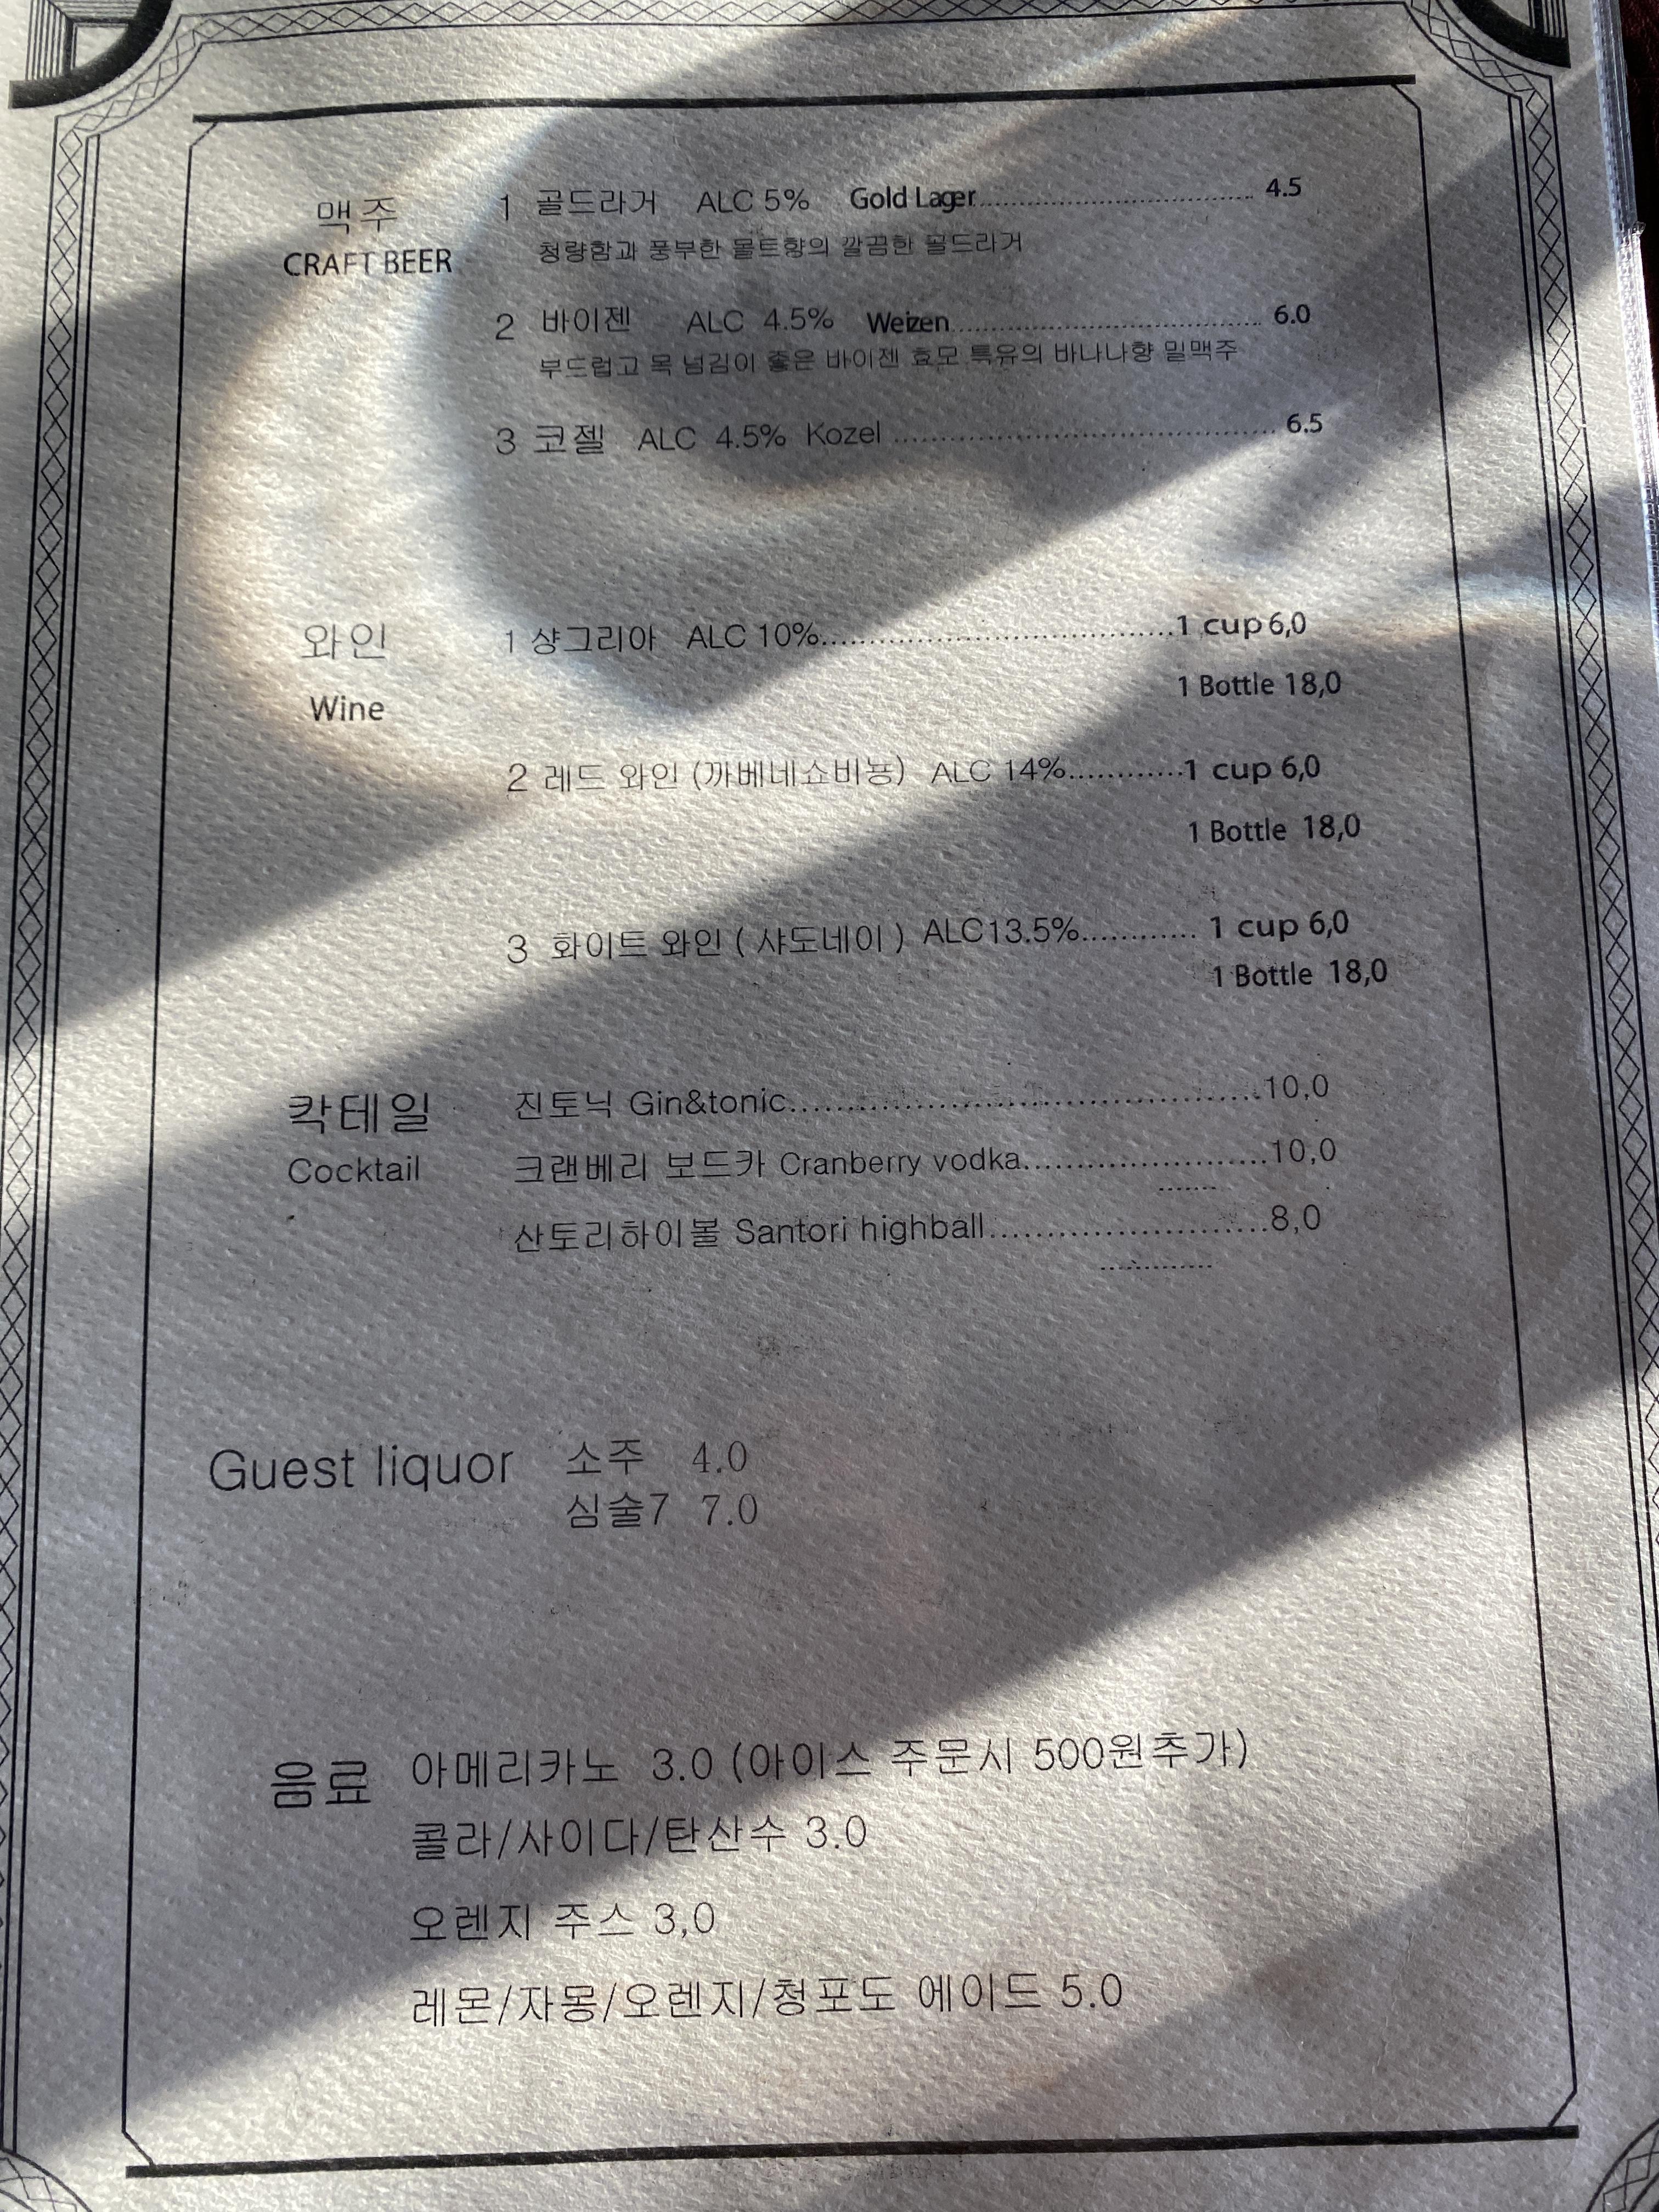 맥주
CRAFT BEER
1 골드라거 ALC 5% Gold Lager 4.5
청량함과 풍부한 몰트향의 깔끔한 골드라거
2 바이젠 ALC 4.5% Weizen 6.0
부드럽고 목 넘김이 좋은 바이젠 효모 특유의 바나나향 밀맥주
3 코젤 ALC 4.5% Kozel 6.5
와인
Wine
1 샹그리아 ALC 10% 1 cup 6,0
1 Bottle 18,0
2 레드 와인 (까베네쇼비뇽) ALC 14% 1 cup 6,0
1 Bottle 18,0
3 화이트 와인 ( 샤도네이 ) ALC13.5% 1 cup 6,0
1 Bottle 18,0
칵테일
Cocktail
진토닉 Gin&tonic 10,0
크랜베리 보드카 Cranberry vodka 10,0
산토리하이볼 Santori highball 8,0
Guest liquor
소주 4.0
심술7 7.0
음료
아메리카노 3.0 (아이스 주문시 500원추가)
콜라/사이다/탄산수 3.0
오렌지 주스 3,0
레몬/자몽/오렌지/청포도 에이드 5.0